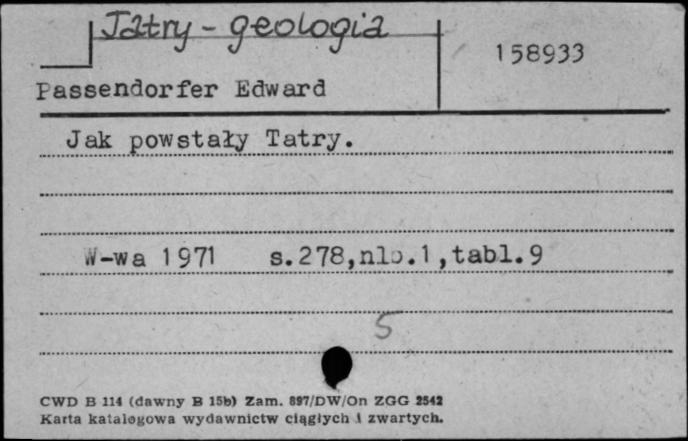 Tatry - geologia
158933
Passendorfer Edward
Jak powstały Tatry.
W-wa 1971 s.278,nlb.1,tabl.9
5
CWD B 114 (dawny B 15b) Zam. 897/DW/On ZGG 2542
Karta katalogowa wydawnictw ciągłych i zwartych.